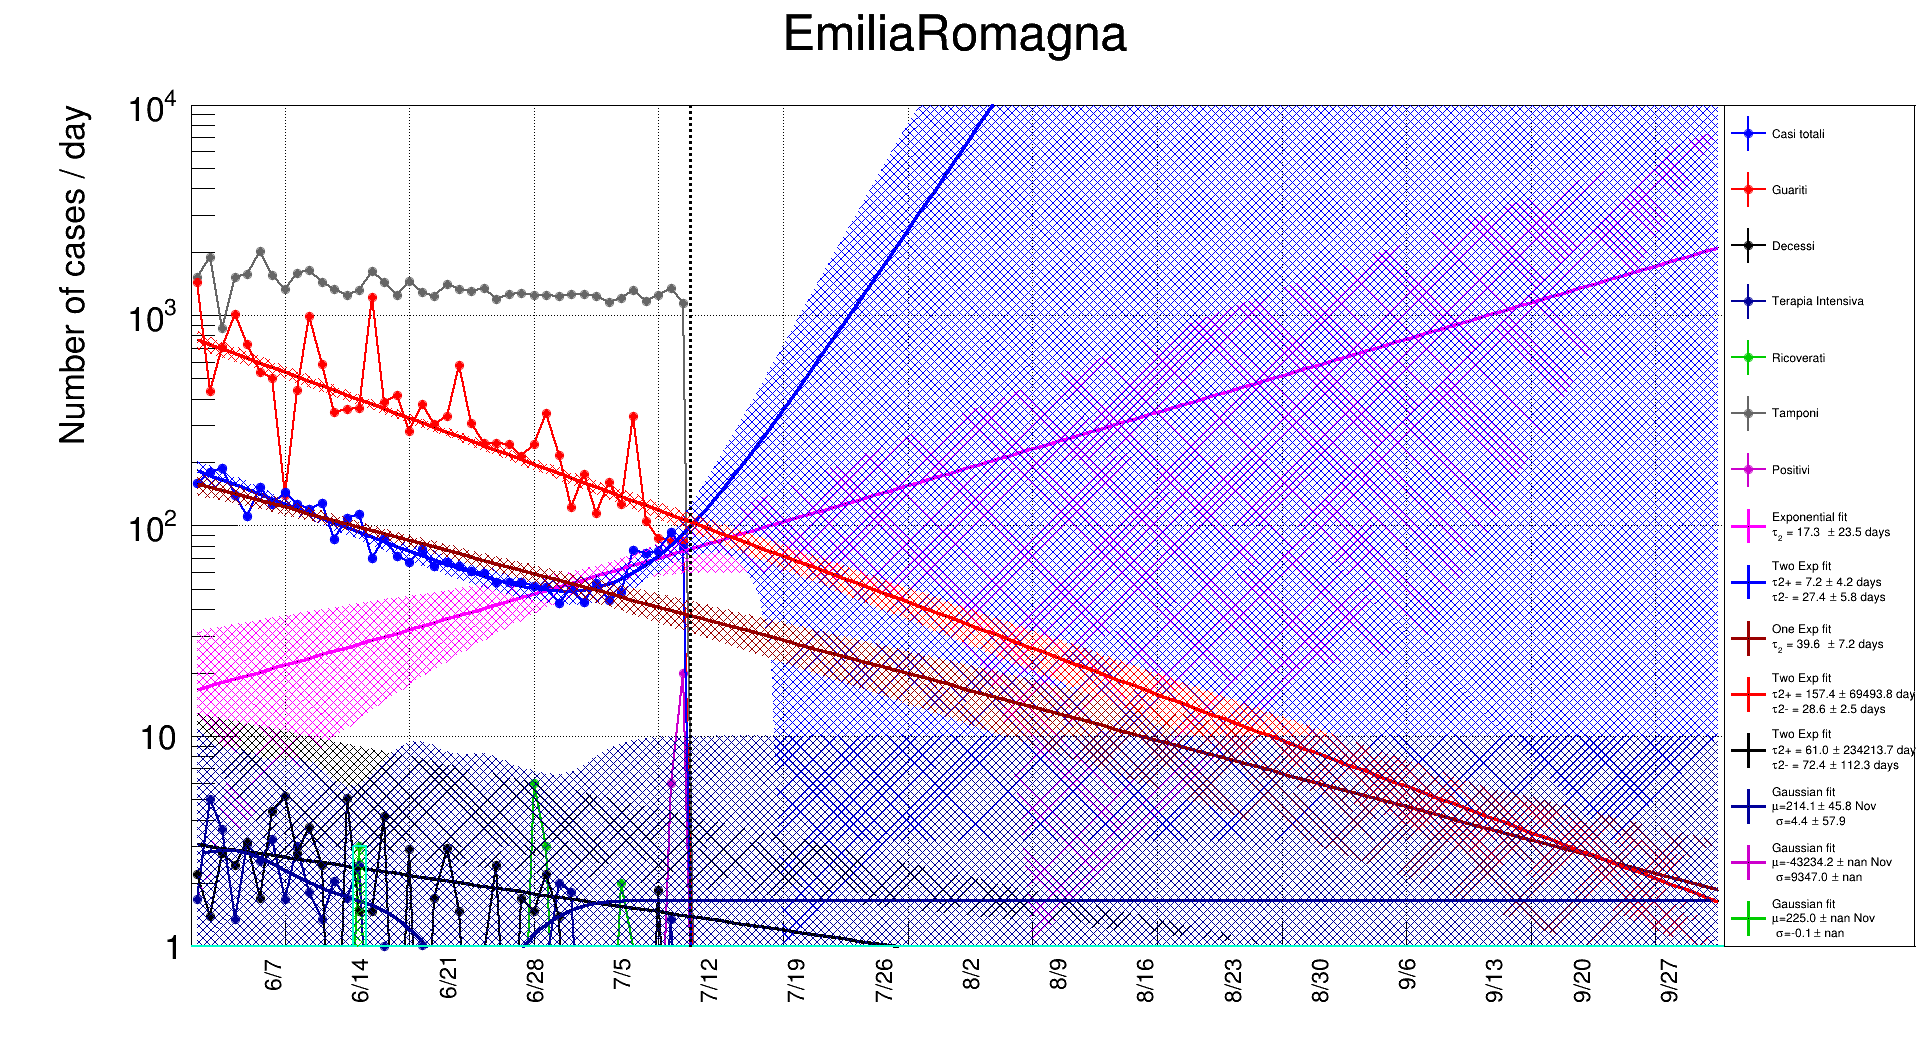 EmiliaRomagna
Number of cases / day
10^4
10^3
10^2
10
1
6/7
6/14
6/21
6/28
7/5
7/12
7/19
7/26
8/2
8/9
8/16
8/23
8/30
9/6
9/13
9/20
9/27
Casi totali
Guariti
Decessi
Terapia Intensiva
Ricoverati
Tamponi
Positivi
Exponential fit
τ₂ = 17.3 ± 23.5 days
Two Exp fit
τ2+ = 7.2 ± 4.2 days
τ2- = 27.4 ± 5.8 days
One Exp fit
τ₂ = 39.6 ± 7.2 days
Two Exp fit
τ2+ = 157.4 ± 69493.8 day
τ2- = 28.6 ± 2.5 days
Two Exp fit
τ2+ = 61.0 ± 234213.7 day
τ2- = 72.4 ± 112.3 days
Gaussian fit
μ=214.1 ± 45.8 Nov
σ=4.4 ± 57.9
Gaussian fit
μ=-43234.2 ± nan Nov
σ=9347.0 ± nan
Gaussian fit
μ=225.0 ± nan Nov
σ=-0.1 ± nan